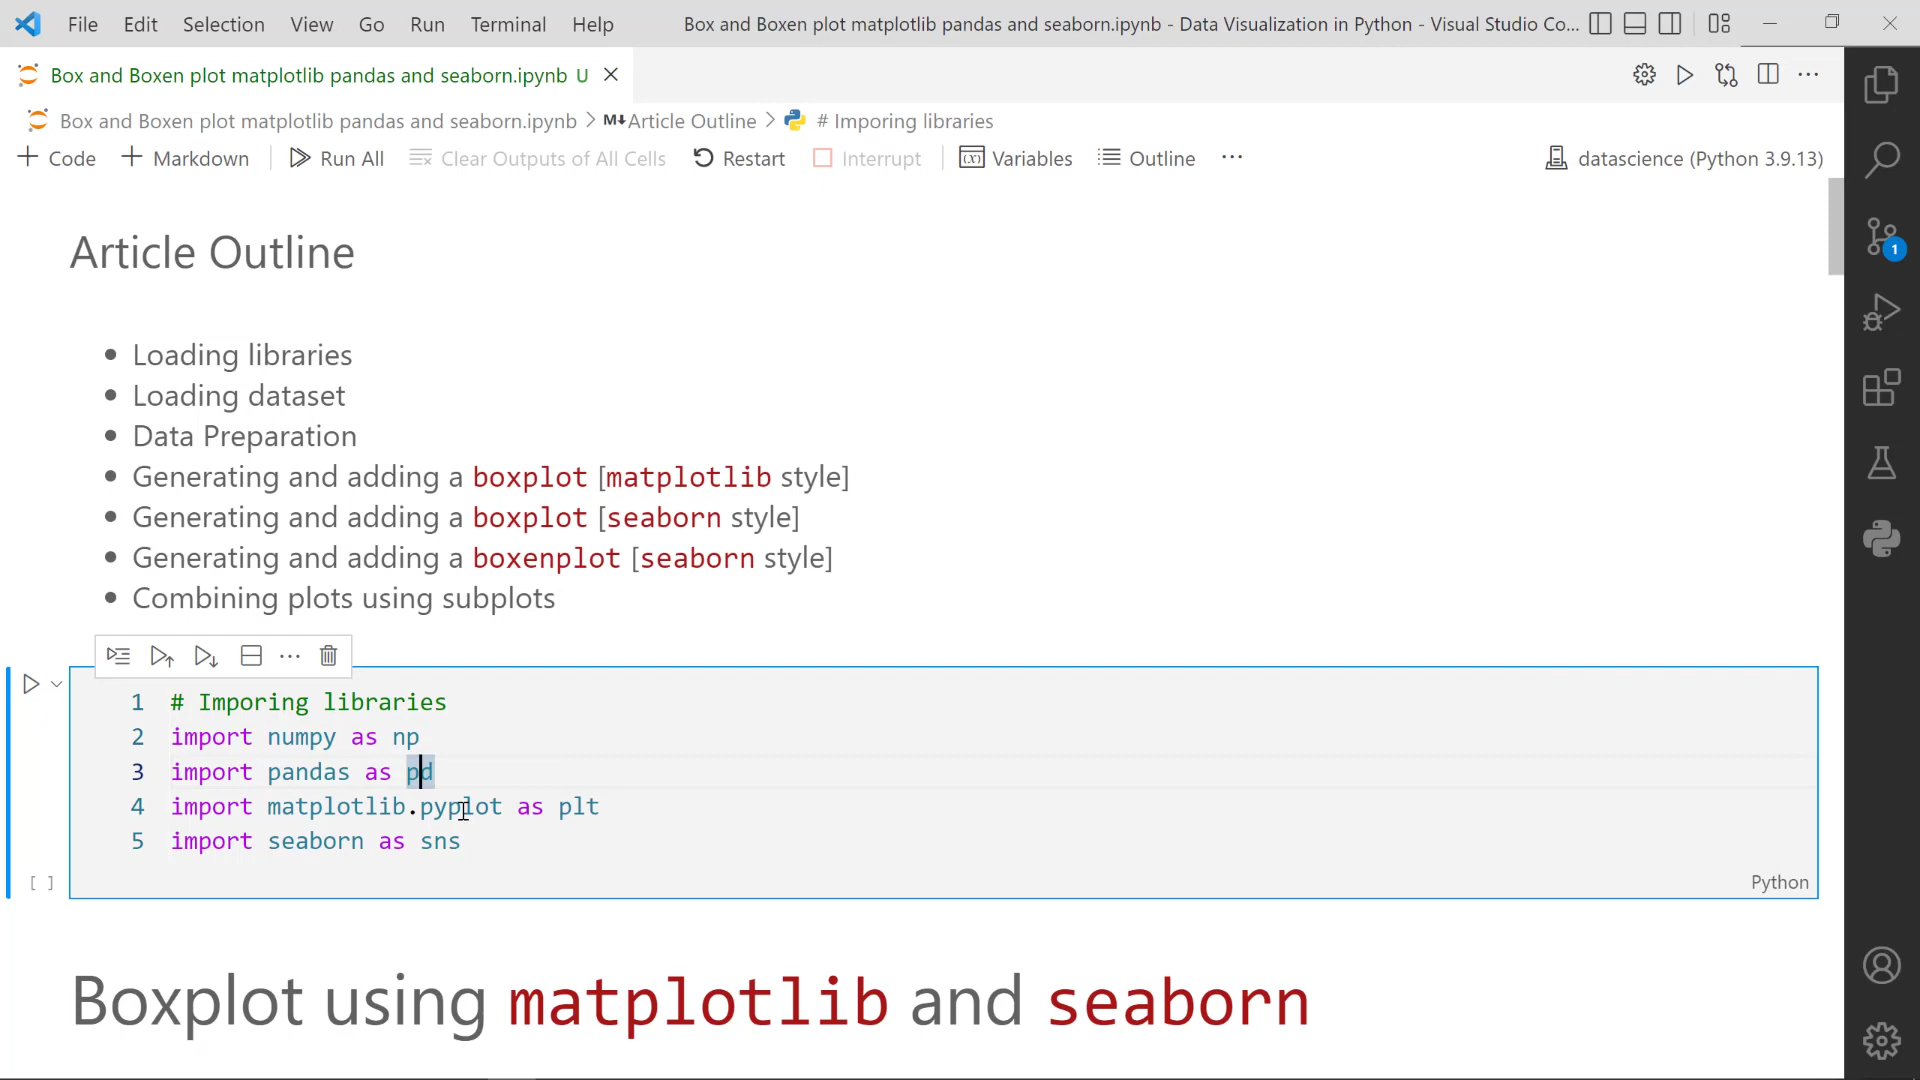 File Edit Selection View Go Run Terminal Help Box and Boxen plot matplotlib pandas and seaborn.ipynb - Data Visualization in Python - Visual Studio Co...
Box and Boxen plot matplotlib pandas and seaborn.ipynb U
Box and Boxen plot matplotlib pandas and seaborn.ipynb > M↓Article Outline > # Imporing libraries
+ Code + Markdown Run All Clear Outputs of All Cells Restart Interrupt Variables Outline ... datascience (Python 3.9.13)
1
Article Outline
• Loading libraries
• Loading dataset
• Data Preparation
• Generating and adding a boxplot [matplotlib style]
• Generating and adding a boxplot [seaborn style]
• Generating and adding a boxenplot [seaborn style]
• Combining plots using subplots
1 # Imporing libraries
2 import numpy as np
3 import pandas as pd
4 import matplotlib.pyplot as plt
5 import seaborn as sns
[ ] Python
Boxplot using matplotlib and seaborn